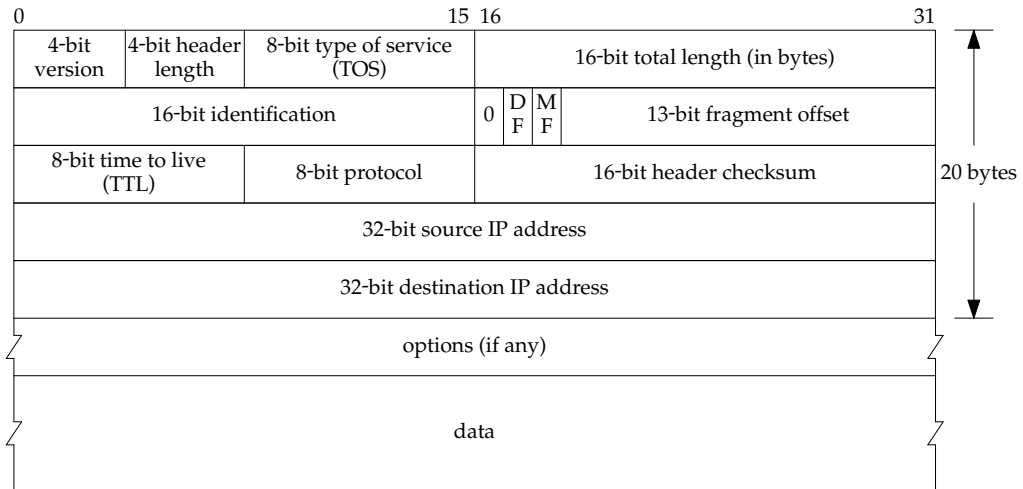 0 15 16 31
4-bit version
4-bit header length
8-bit type of service (TOS)
16-bit total length (in bytes)
16-bit identification
0
DF
MF
13-bit fragment offset
8-bit time to live (TTL)
8-bit protocol
16-bit header checksum
20 bytes
32-bit source IP address
32-bit destination IP address
options (if any)
data